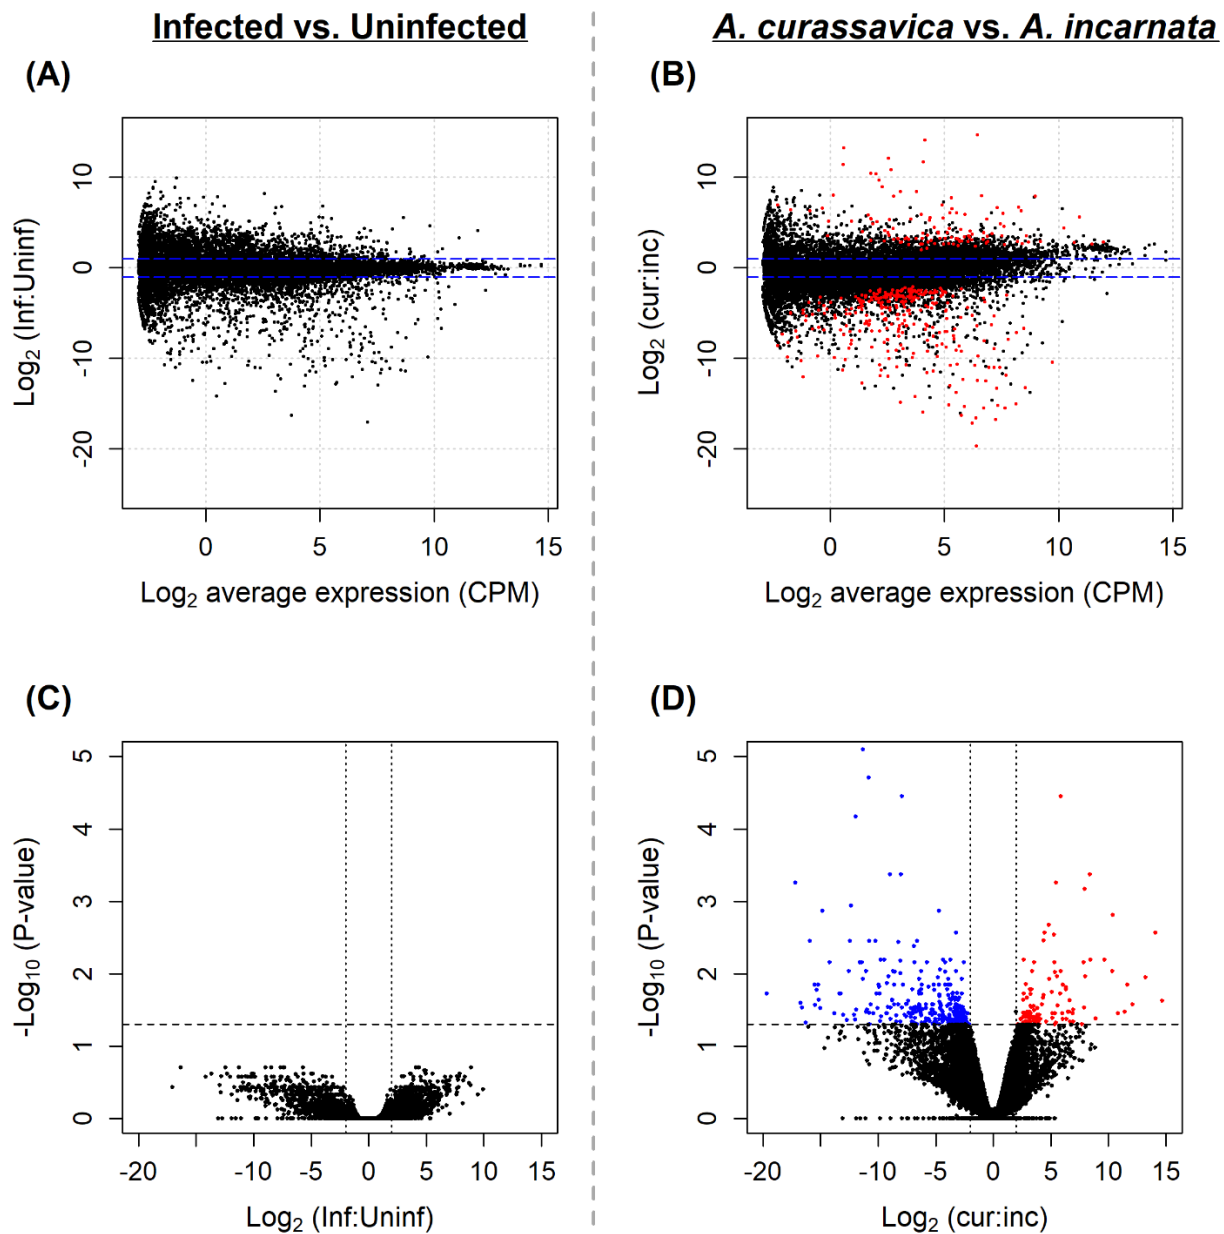 Infected vs. Uninfected
A. curassavica vs. A. incarnata
(A)
Log2 (Inf:Uninf)
10
0
-10
-20
0 5 10 15
Log2 average expression (CPM)
(B)
Log2 (cur:inc)
10
0
-10
-20
0 5 10 15
Log2 average expression (CPM)
(C)
-Log10 (P-value)
5
4
3
2
1
0
-20 -15 -10 -5 0 5 10 15
Log2 (Inf:Uninf)
(D)
-Log10 (P-value)
5
4
3
2
1
0
-20 -10 -5 0 5 10 15
Log2 (cur:inc)